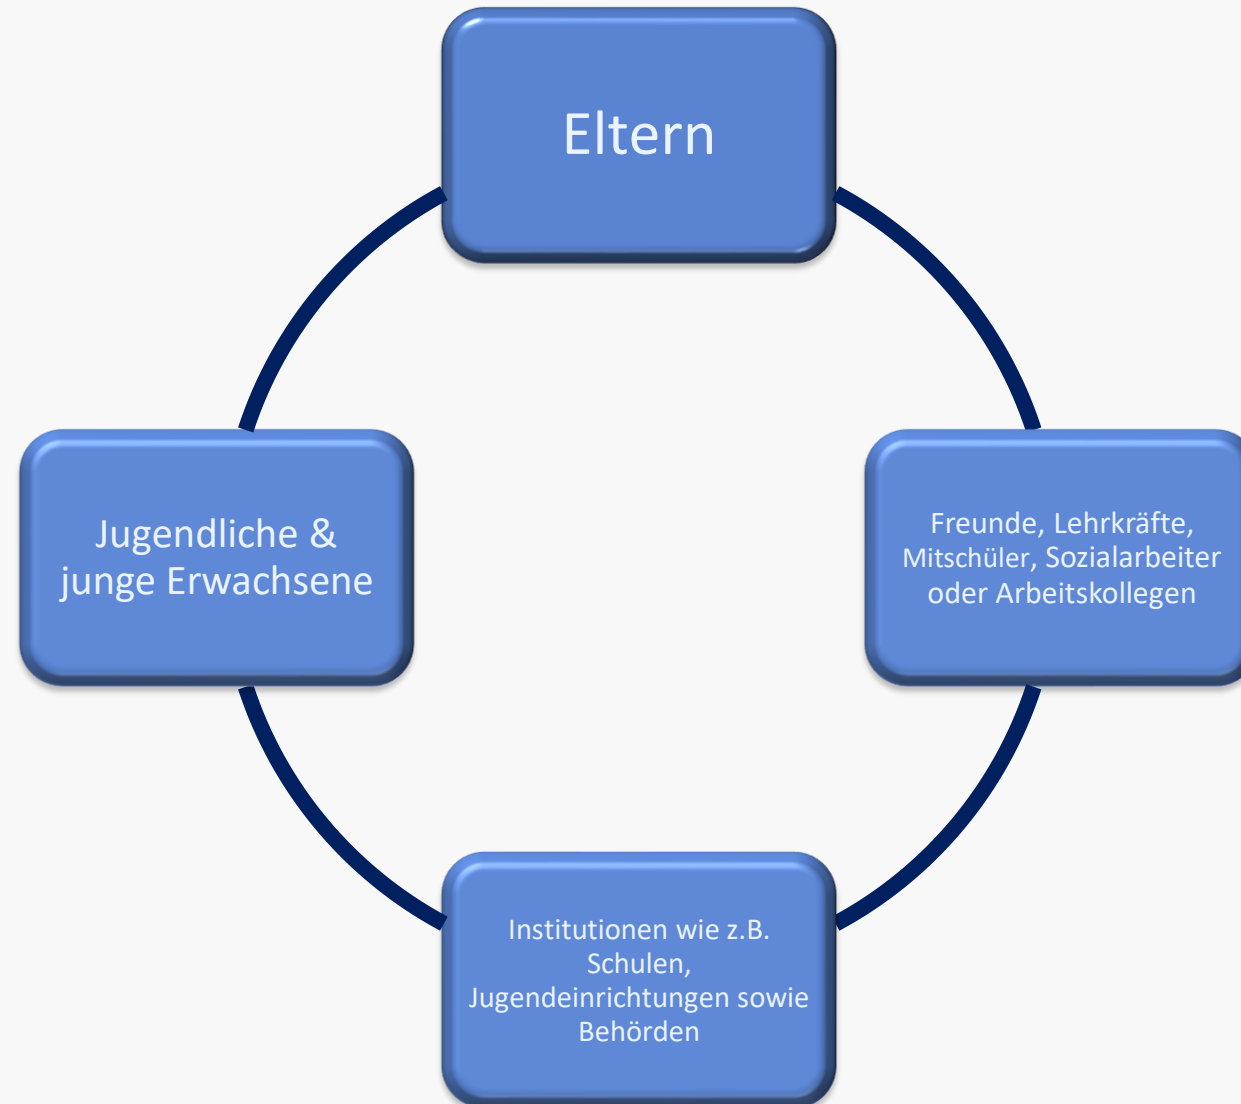 Eltern
Jugendliche &
junge Erwachsene
Freunde, Lehrkräfte,
Mitschüler, Sozialarbeiter
oder Arbeitskollegen
Institutionen wie z.B.
Schulen,
Jugendeinrichtungen sowie
Behörden